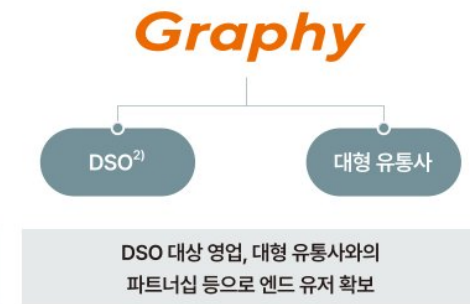 Graphy
DSO2)
대형 유통사
DSO 대상 영업, 대형 유통사와의
파트너십 등으로 엔드 유저 확보